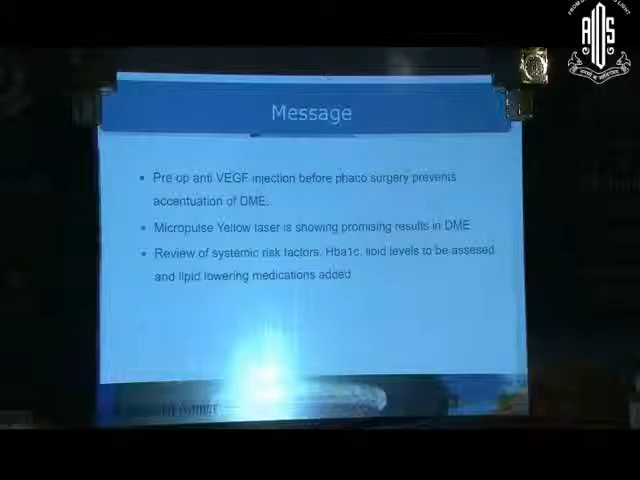 AIOS
Message
Pre op anti VEGF injection before phaco surgery prevents
accentuation of DME.
Micropulse Yellow laser is showing promising results in DME
Review of systemic risk factors. Hba1c, lipid levels to be assesed
and lipid lowering medications added